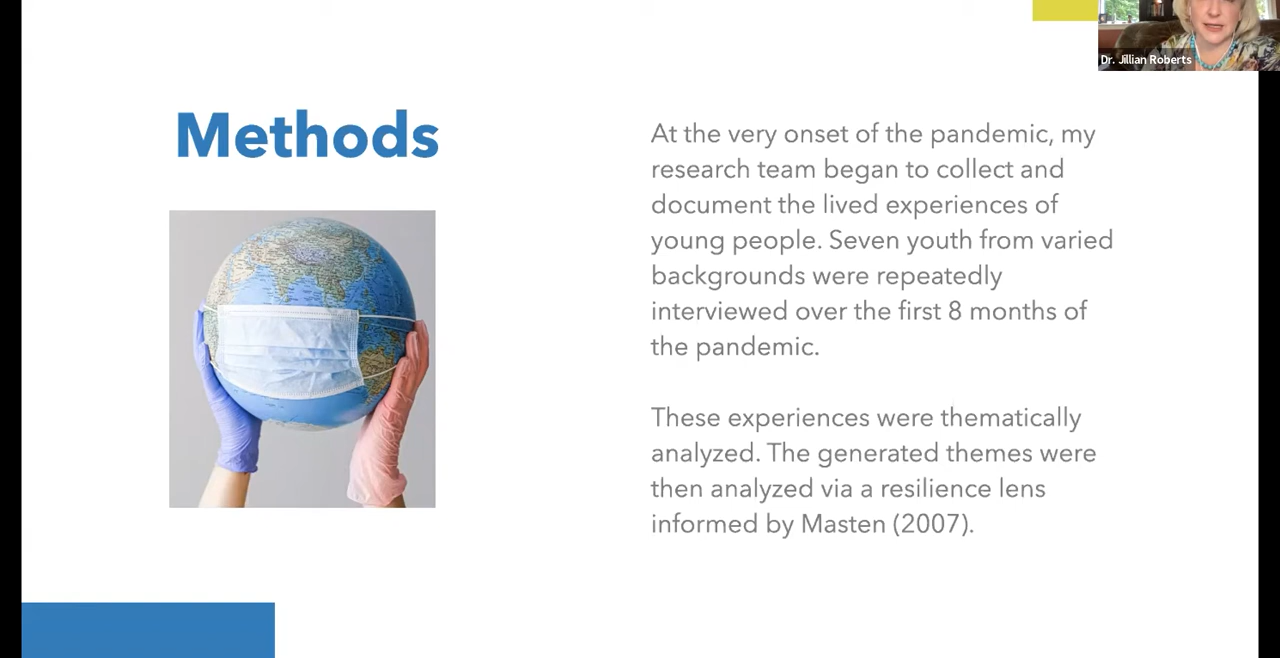 Dr. Jillian Roberts
Methods
At the very onset of the pandemic, my
research team began to collect and
document the lived experiences of
young people. Seven youth from varied
backgrounds were repeatedly
interviewed over the first 8 months of
the pandemic.
These experiences were thematically
analyzed. The generated themes were
then analyzed via a resilience lens
informed by Masten (2007).